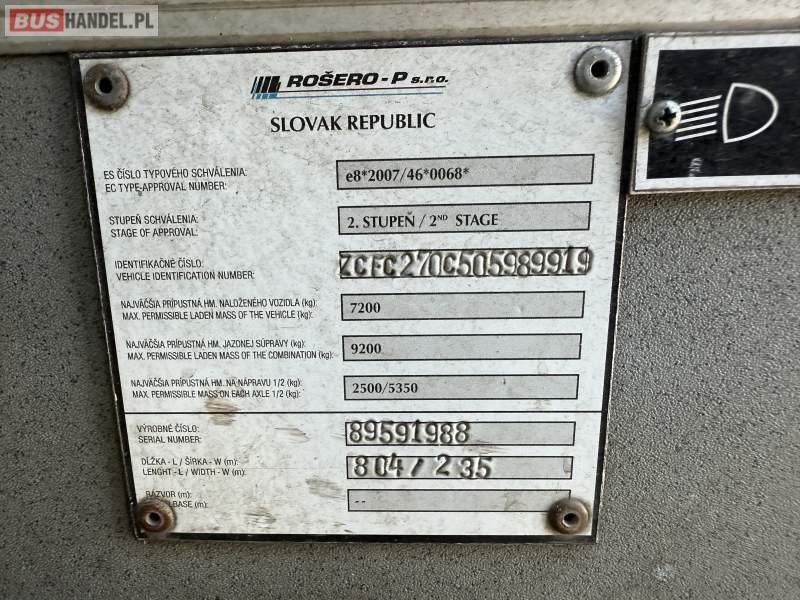 BUSHANDEL.PL
ROŠERO-P s.r.o.
SLOVAK REPUBLIC
ES ČÍSLO TYPOVÉHO SCHVÁLENIA:
EC TYPE-APPROVAL NUMBER:
e8*2007/46*0068*
STUPEŇ SCHVÁLENIA:
STAGE OF APPROVAL:
2. STUPEŇ / 2ND STAGE
IDENTIFIKAČNÉ ČÍSLO:
VEHICLE IDENTIFICATION NUMBER:
ZCFC270C505989919
NAJVÄČŠIA PRÍPUSTNÁ HM. NALOŽENÉHO VOZIDLA (kg):
MAX. PERMISSIBLE LADEN MASS OF THE VEHICLE (kg):
7200
NAJVÄČŠIA PRÍPUSTNÁ HM. JAZONEJ SÚPRAVY (kg):
MAX. PERMISSIBLE LADEN MASS OF THE COMBINATION (kg):
9200
NAJVÄČŠIA PRÍPUSTNÁ HM. NA NÁPRAVU 1/2 (kg):
MAX. PERMISSIBLE MASS ON EACH AXLE 1/2 (kg):
2500/5350
VÝROBNÉ ČÍSLO:
SERIAL NUMBER:
89591988
DĹŽKA - L / ŠÍRKA - W (m):
LENGHT - L / WIDTH - W (m):
804/235
RÁZVOR (m):
BASE (m):
--